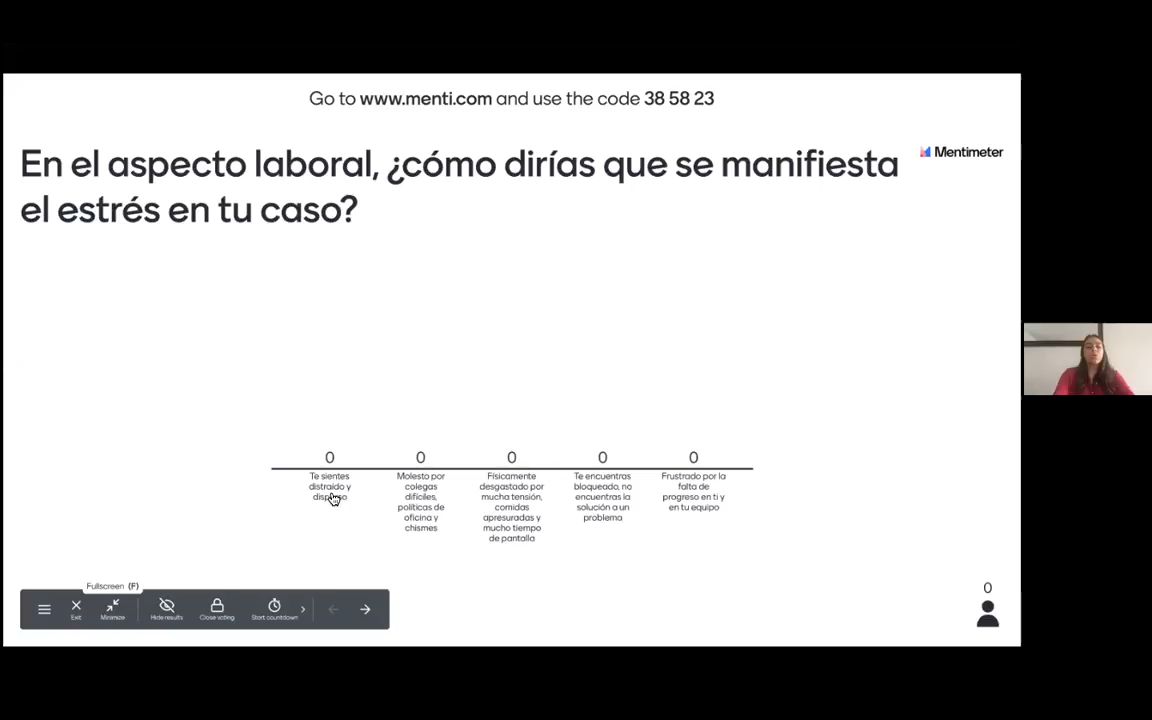 Go to www.menti.com and use the code 38 58 23
En el aspecto laboral, ¿cómo dirías que se manifiesta
el estrés en tu caso?
Mentimeter
0
0
0
0
0
Te sientes
distraído y
Molesto por
colegas
difíciles,
políticas de
oficina y
chismes
Físicamente
desgastado por
mucha tensión,
comidas
apresuradas y
mucho tiempo
de pantalla
Te encuentras
bloqueado, no
encuentras la
solución a un
problema
Frustrado por la
falta de
progreso en ti y
en tu equipo
Fullscreen (F)
Exit
Minimize
Hide results
Close voting
Start countdown
0